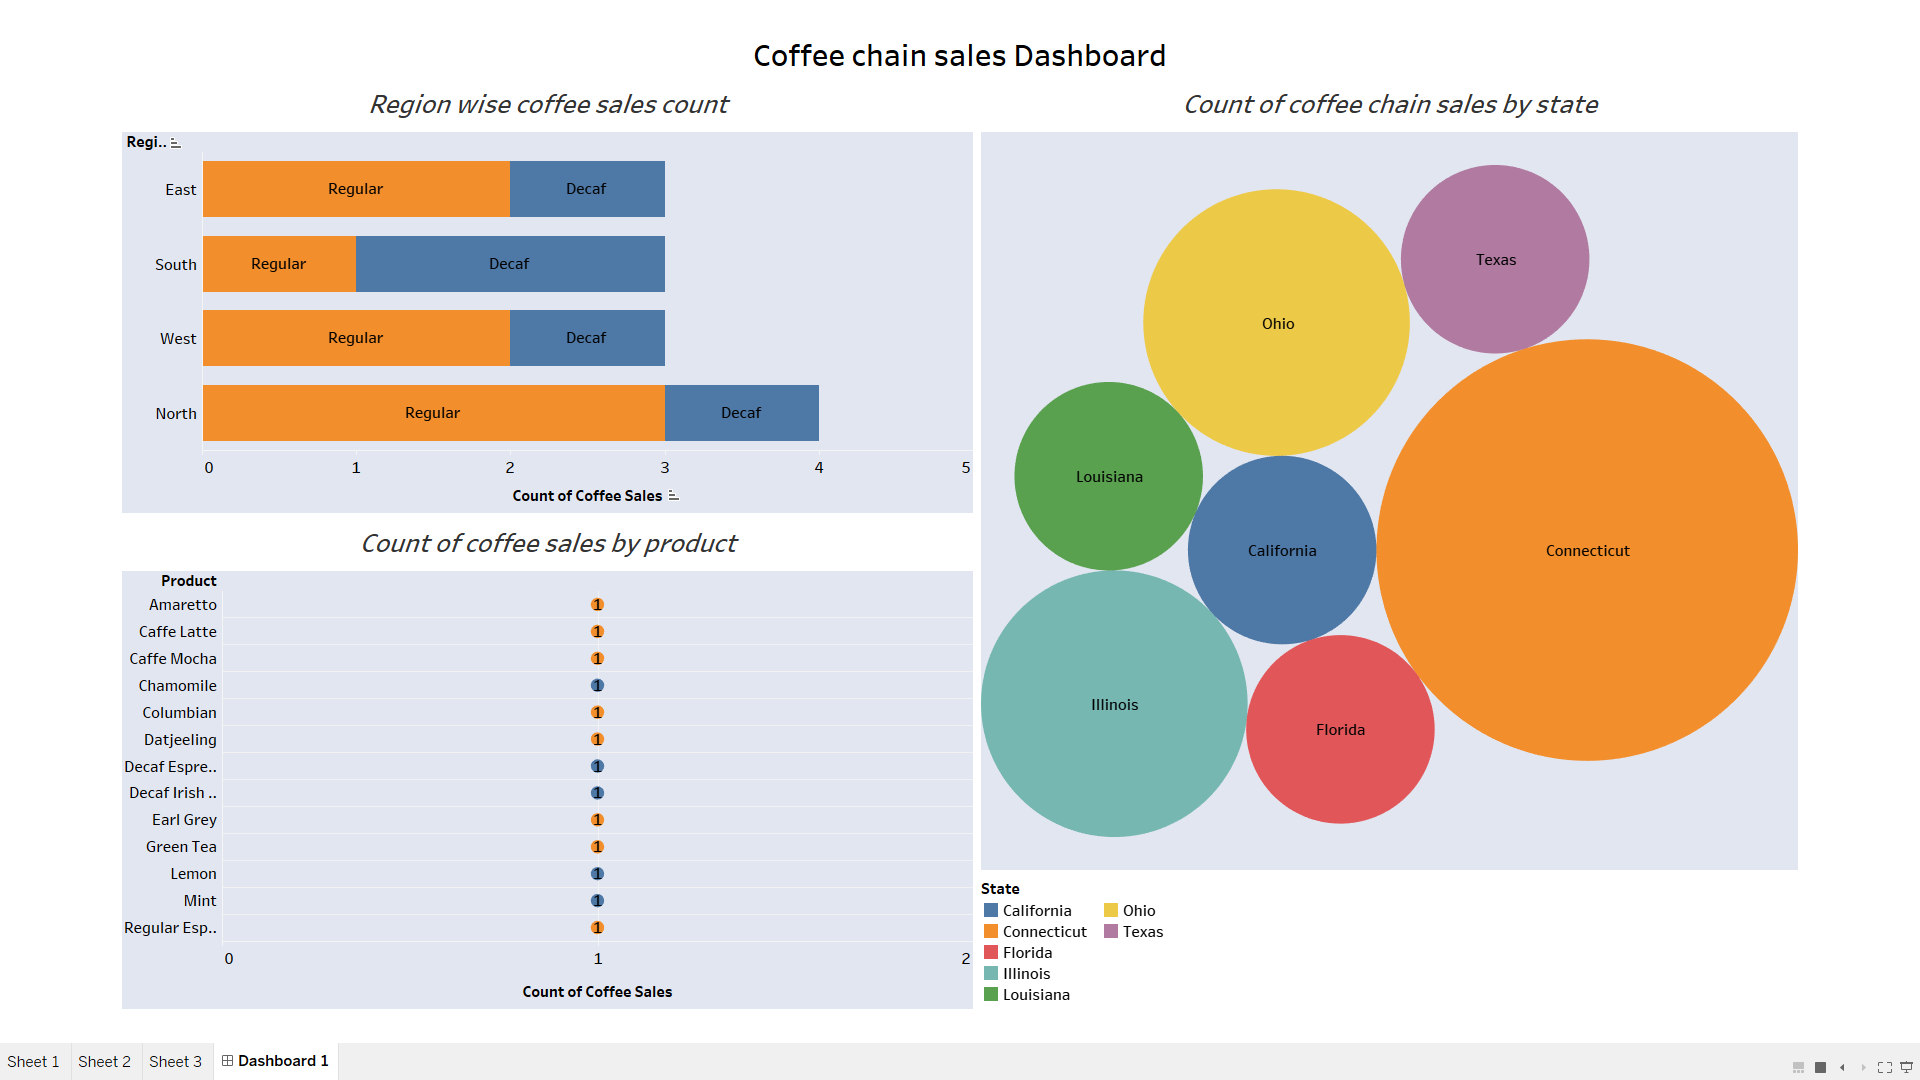 Coffee chain sales Dashboard
Region wise coffee sales count
Regi..
East Regular Decaf
South Regular Decaf
West Regular Decaf
North Regular Decaf
0 1 2 3 4 5
Count of Coffee Sales
Count of coffee sales by product
Product
Amaretto 1
Caffe Latte 1
Caffe Mocha 1
Chamomile 1
Columbian 1
Datjeeling 1
Decaf Espre.. 1
Decaf Irish .. 1
Earl Grey 1
Green Tea 1
Lemon 1
Mint 1
Regular Esp.. 1
0 1 2
Count of Coffee Sales
Count of coffee chain sales by state
Texas
Ohio
Louisiana
California
Connecticut
Illinois
Florida
State
California
Connecticut
Florida
Illinois
Louisiana
Ohio
Texas
Sheet 1 Sheet 2 Sheet 3 Dashboard 1